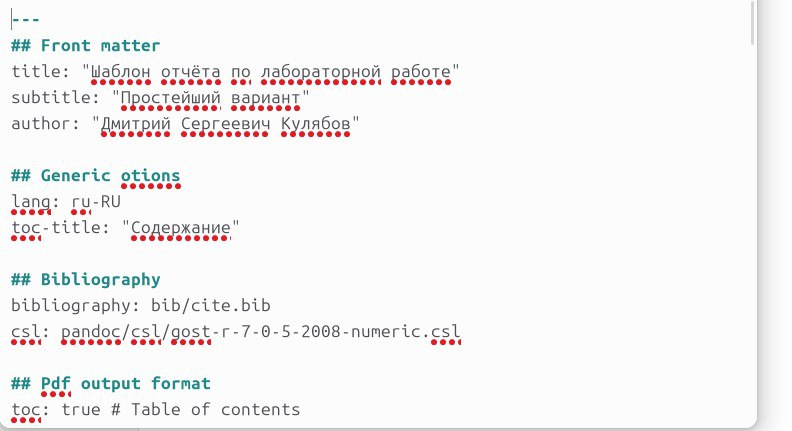 ---
## Front matter
title: "Шаблон отчёта по лабораторной работе"
subtitle: "Простейший вариант"
author: "Дмитрий Сергеевич Кулябов"
## Generic otions
lang: ru-RU
toc-title: "Содержание"
## Bibliography
bibliography: bib/cite.bib
csl: pandoc/csl/gost-r-7-0-5-2008-numeric.csl
## Pdf output format
toc: true # Table of contents